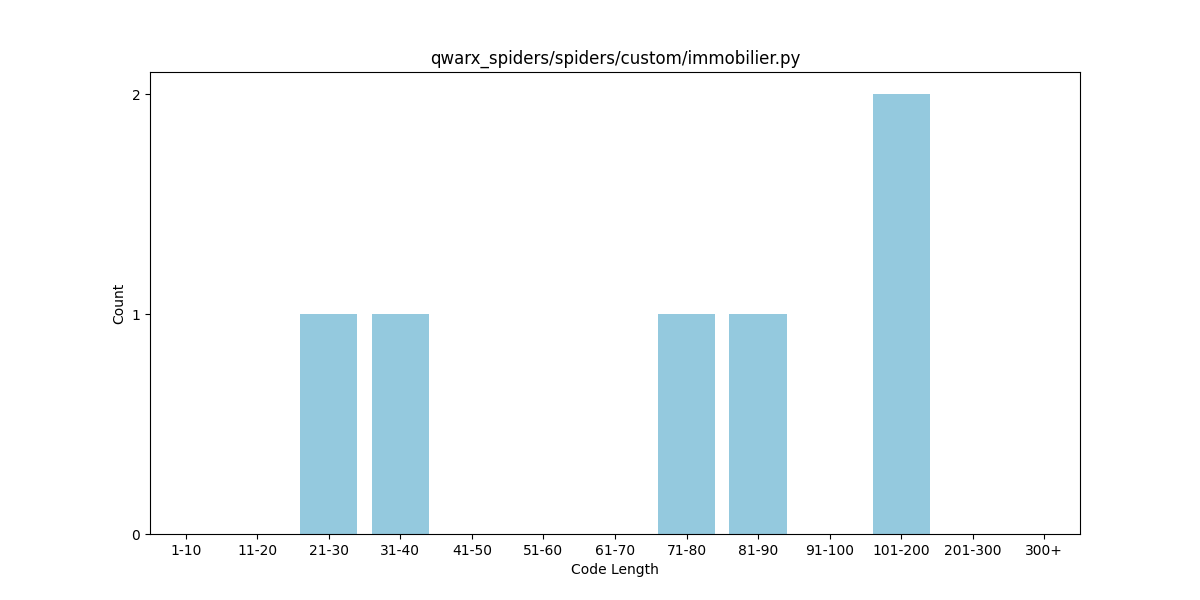 qwarx_spiders/spiders/custom/immobilier.py
Count
2
1
0
1-10 11-20 21-30 31-40 41-50 51-60 61-70 71-80 81-90 91-100 101-200 201-300 300+
Code Length